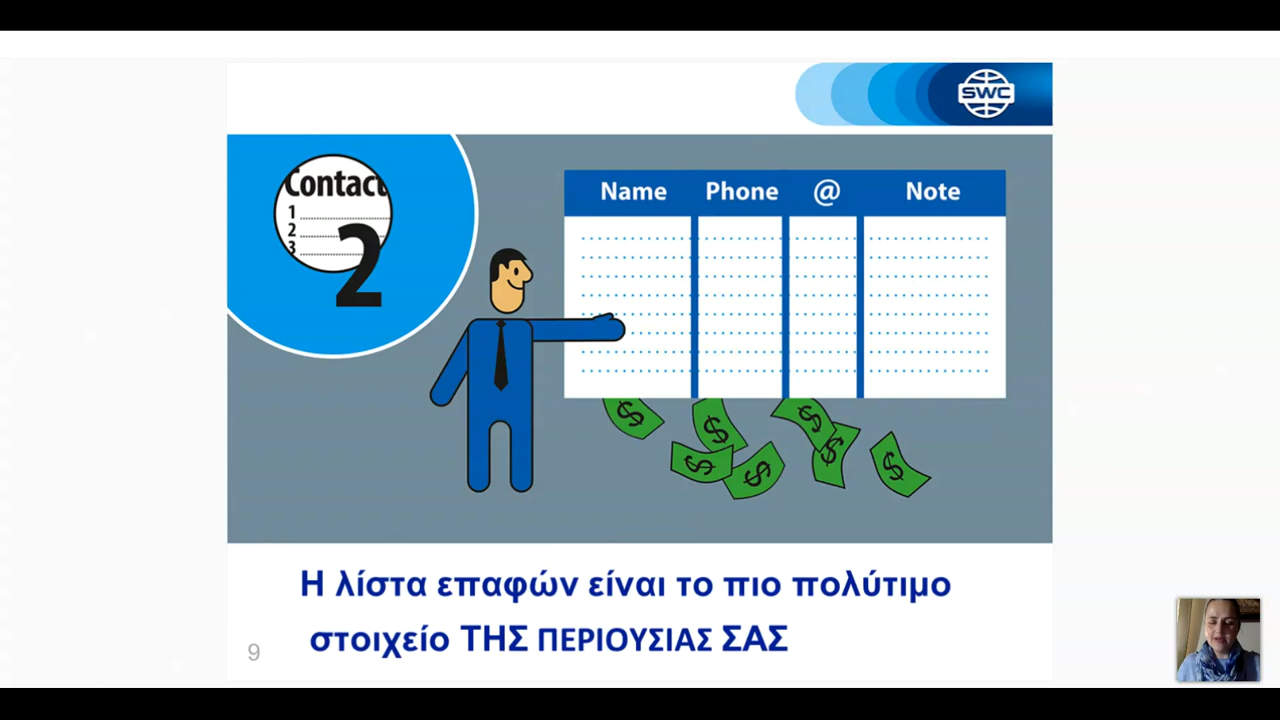 SWC
Contact
1
2
3
2
Name Phone @ Note
$ $ $ $ $ $ $
Η λίστα επαφών είναι το πιο πολύτιμο
στοιχείο ΤΗΣ ΠΕΡΙΟΥΣΙΑΣ ΣΑΣ
9